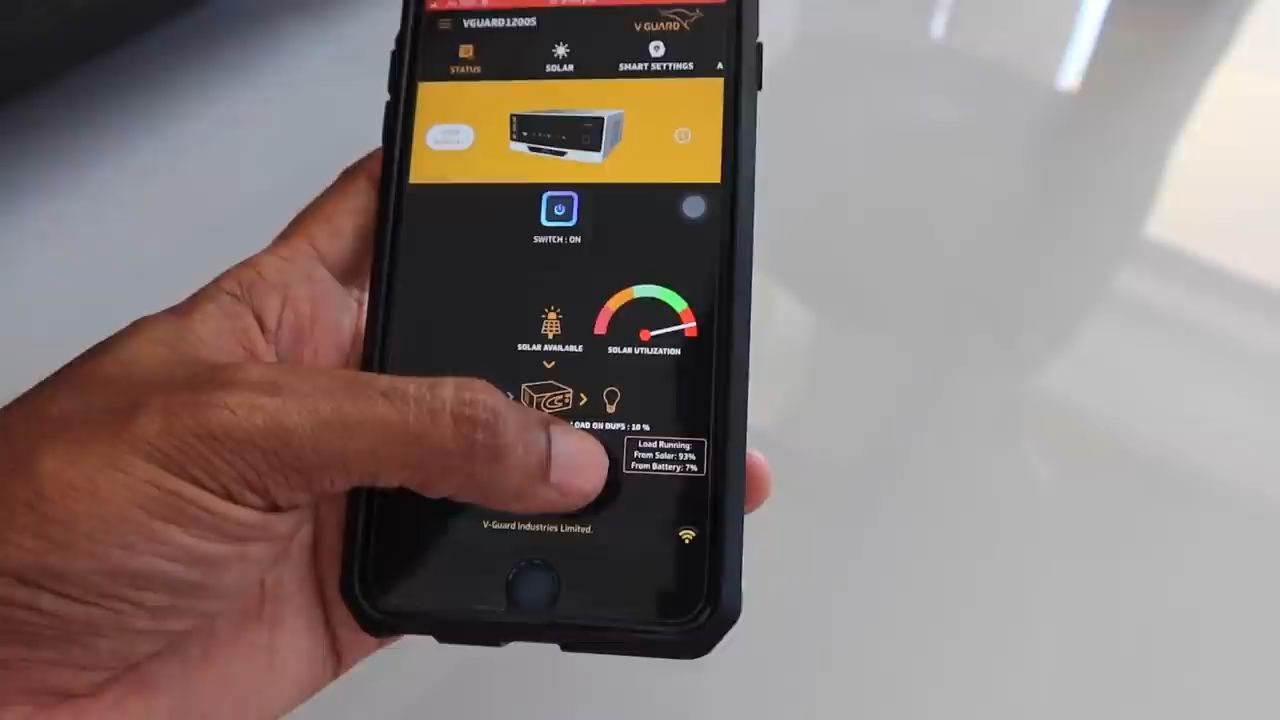 VGUARD1200S
V GUARD
STATUS
SOLAR
SMART SETTINGS
A
SWITCH : ON
SOLAR AVAILABLE
SOLAR UTILIZATION
LOAD ON DUPS : 10 %
Load Running:
From Solar: 93%
From Battery: 7%
V-Guard Industries Limited.